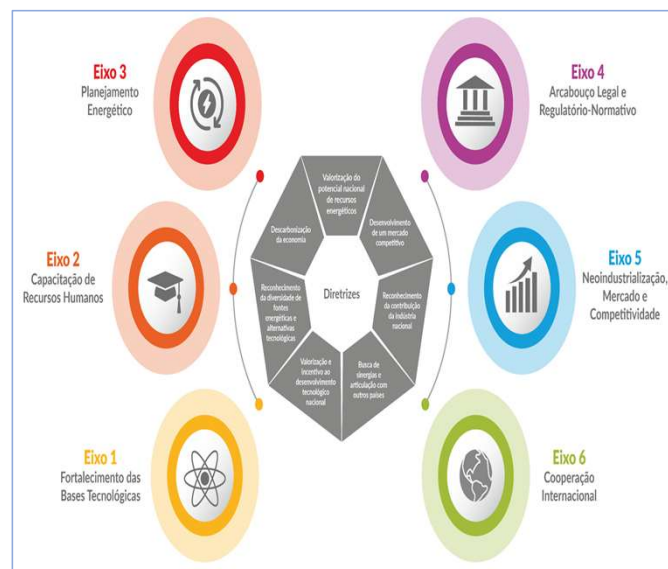 Eixo 3
Planejamento
Energético
Eixo 4
Arcabouço Legal e
Regulatório-Normativo
Eixo 2
Capacitação de
Recursos Humanos
Eixo 5
Neoindustrialização,
Mercado e
Competitividade
Eixo 1
Fortalecimento das
Bases Tecnológicas
Eixo 6
Cooperação
Internacional
Diretrizes
Valorização do
potencial nacional
de recursos
energéticos
Desenvolvimento
de um mercado
competitivo
Reconhecimento
da contribuição
da indústria
nacional
Busca de
sinergias e
articulação com
outros países
Valorização e
incentivo ao
desenvolvimento
tecnológico
nacional
Reconhecimento
da diversidade de
fontes
energéticas e
alternativas
tecnológicas
Descarbonização
da economia